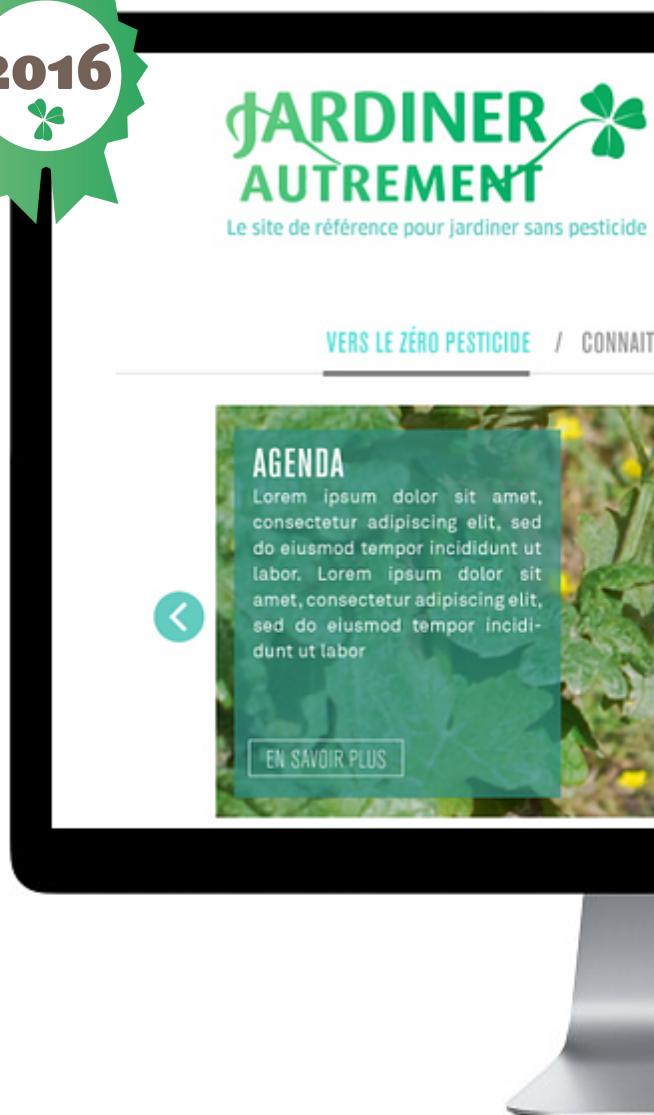 2016
JARDINER
AUTREMENT
Le site de référence pour jardiner sans pesticide
VERS LE ZÉRO PESTICIDE / CONNAIT
AGENDA
Lorem ipsum dolor sit amet,
consectetur adipiscing elit, sed
do eiusmod tempor incididunt ut
labor. Lorem ipsum dolor sit
amet, consectetur adipiscing elit,
sed do eiusmod tempor incidi-
dunt ut labor
EN SAVOIR PLUS